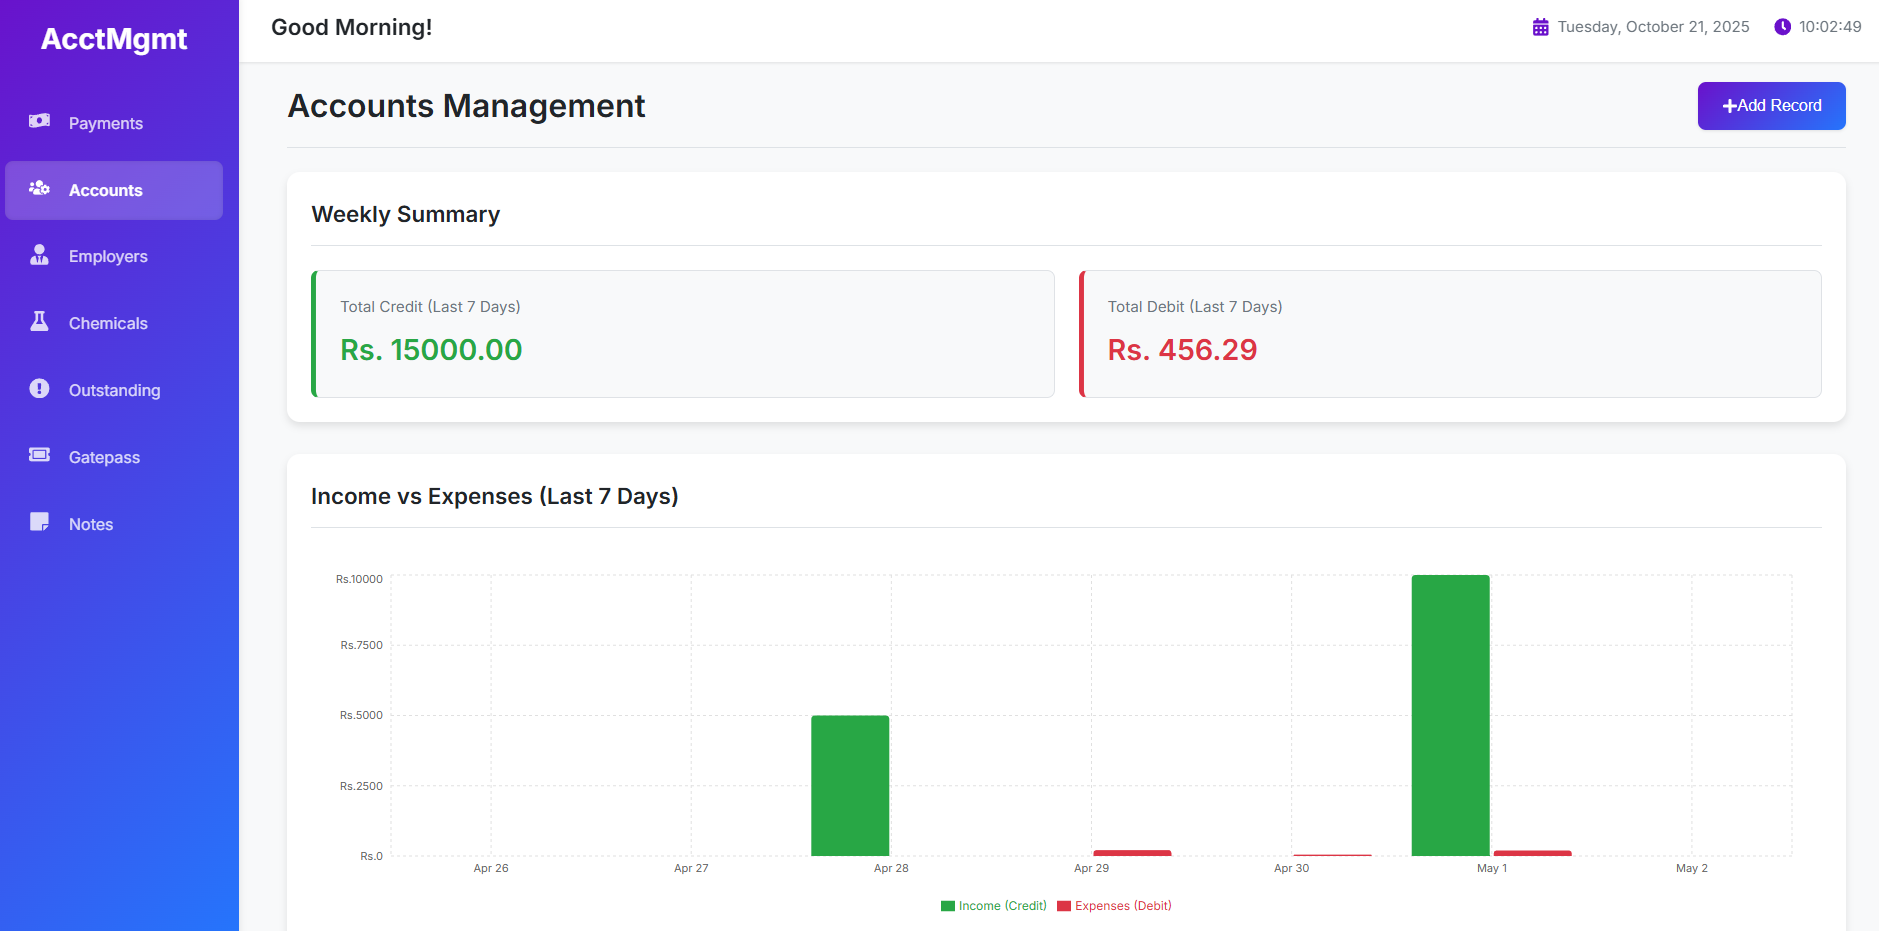 AcctMgmt
Payments
Accounts
Employers
Chemicals
Outstanding
Gatepass
Notes
Good Morning!
Tuesday, October 21, 2025
10:02:49
Accounts Management
Add Record
Weekly Summary
Total Credit (Last 7 Days)
Rs. 15000.00
Total Debit (Last 7 Days)
Rs. 456.29
Income vs Expenses (Last 7 Days)
Rs.10000
Rs.7500
Rs.5000
Rs.2500
Rs.0
Apr 26 Apr 27 Apr 28 Apr 29 Apr 30 May 1 May 2
Income (Credit) Expenses (Debit)